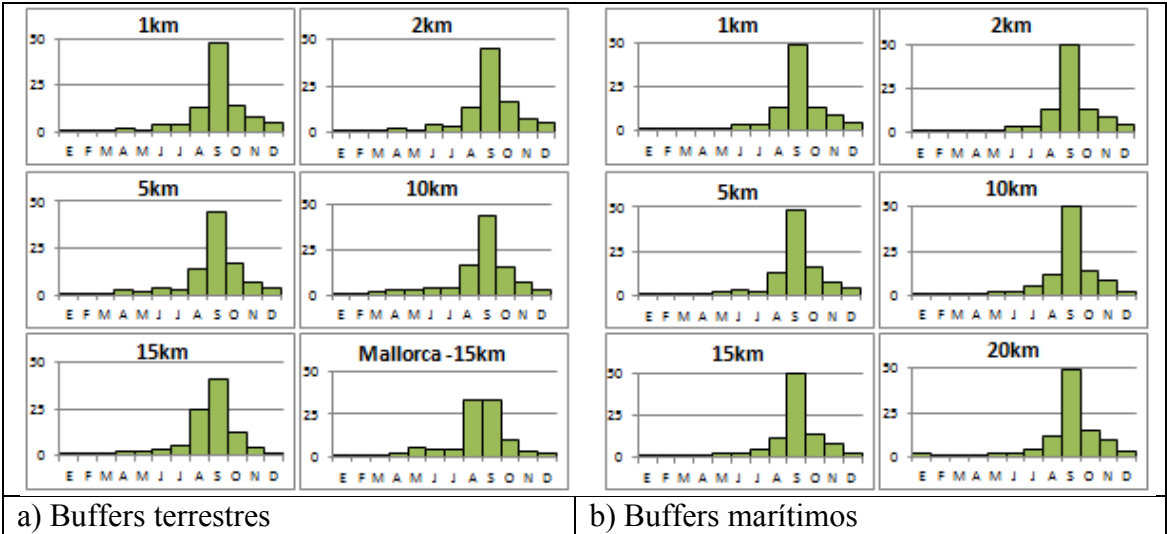 1km
50
25
0
E F M A M J J A S O N D
2km
50
25
0
E F M A M J J A S O N D
5km
50
25
0
E F M A M J J A S O N D
10km
50
25
0
E F M A M J J A S O N D
15km
50
25
0
E F M A M J J A S O N D
Mallorca -15km
50
25
0
E F M A M J J A S O N D
a) Buffers terrestres
1km
50
25
0
E F M A M J J A S O N D
2km
50
25
0
E F M A M J J A S O N D
5km
50
25
0
E F M A M J J A S O N D
10km
50
25
0
E F M A M J J A S O N D
15km
50
25
0
E F M A M J J A S O N D
20km
50
25
0
E F M A M J J A S O N D
b) Buffers marítimos